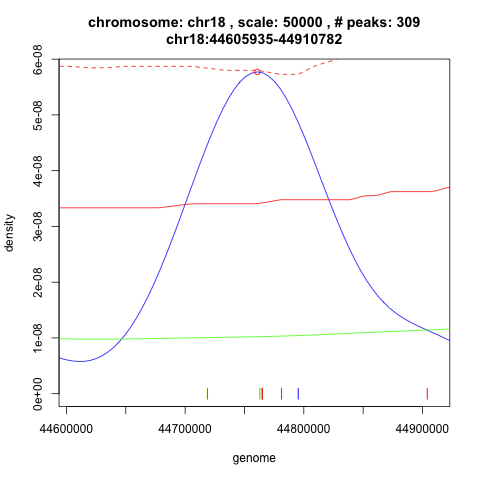 chromosome: chr18 , scale: 50000 , # peaks: 309
chr18:44605935-44910782
6e-08
5e-08
4e-08
3e-08
2e-08
1e-08
0e+00
density
44600000
44700000
44800000
44900000
genome